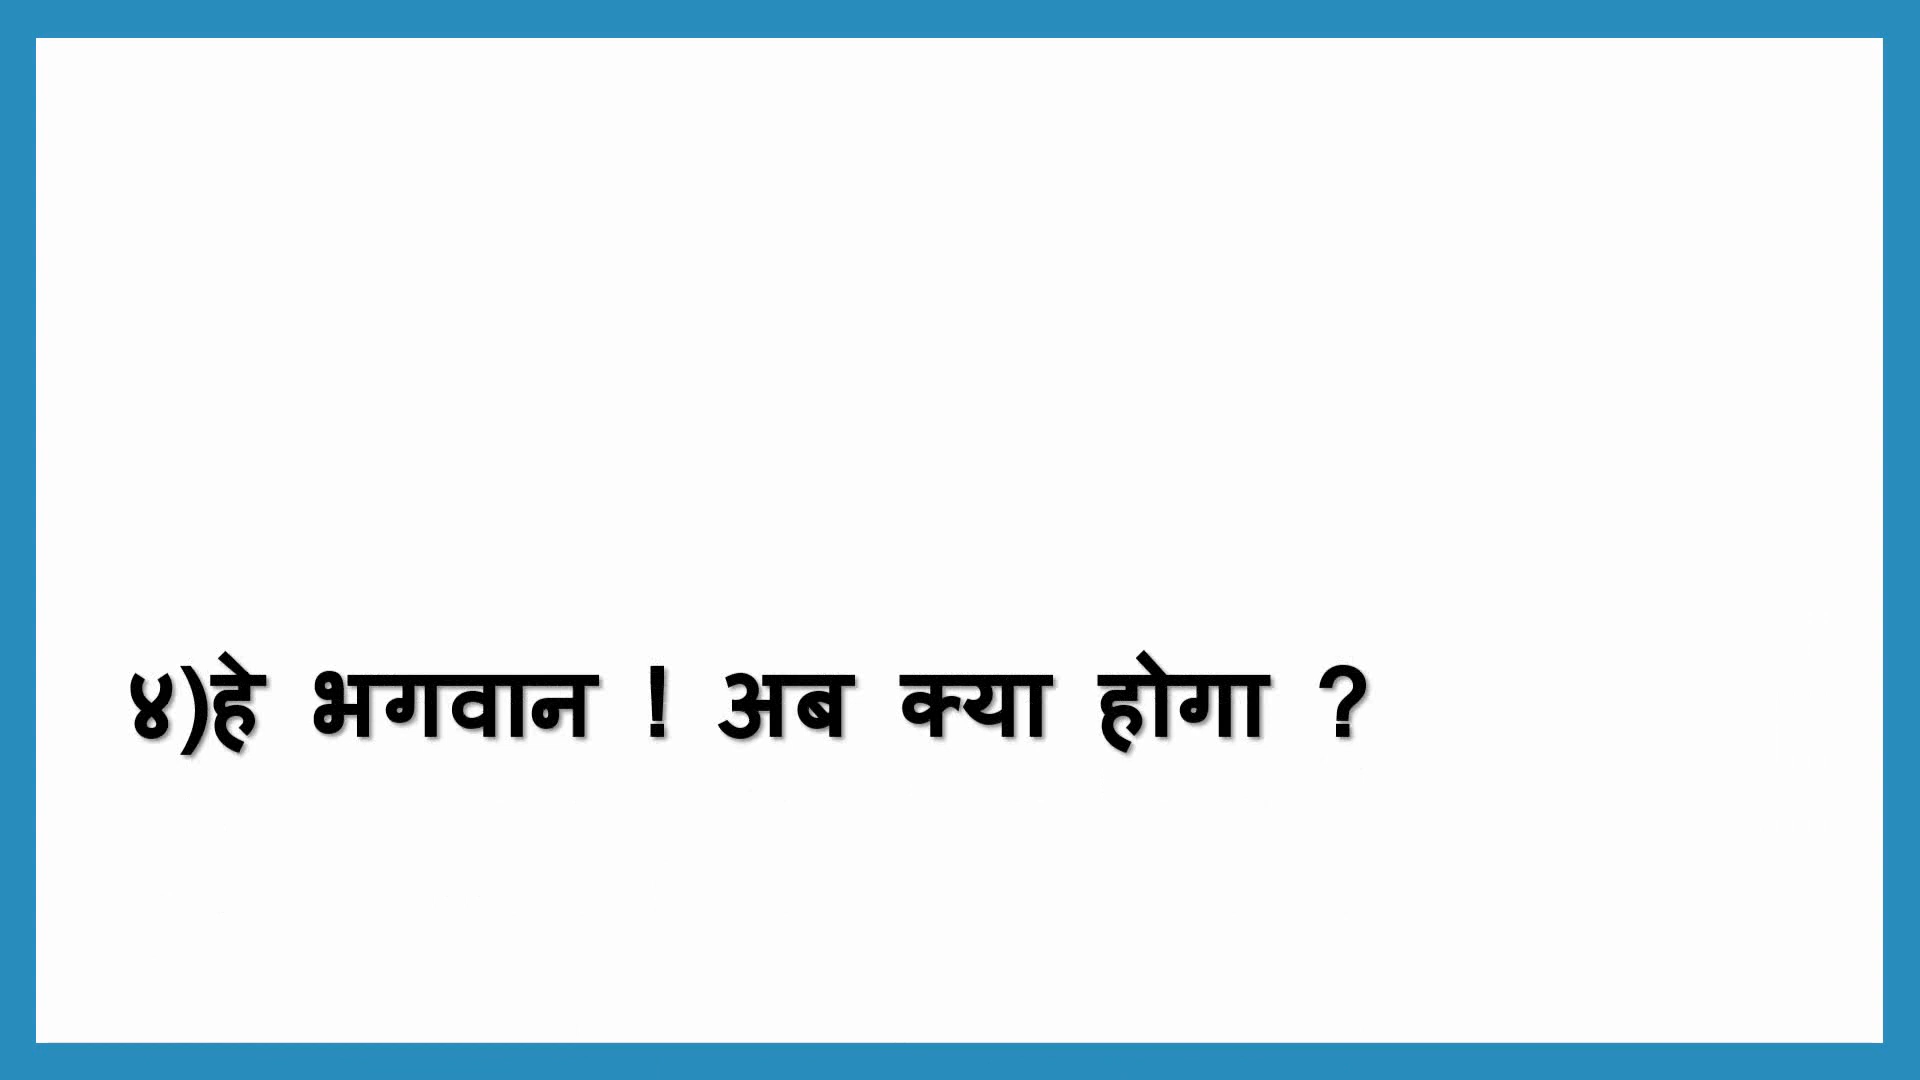 ४)हे भगवान ! अब क्या होगा ?